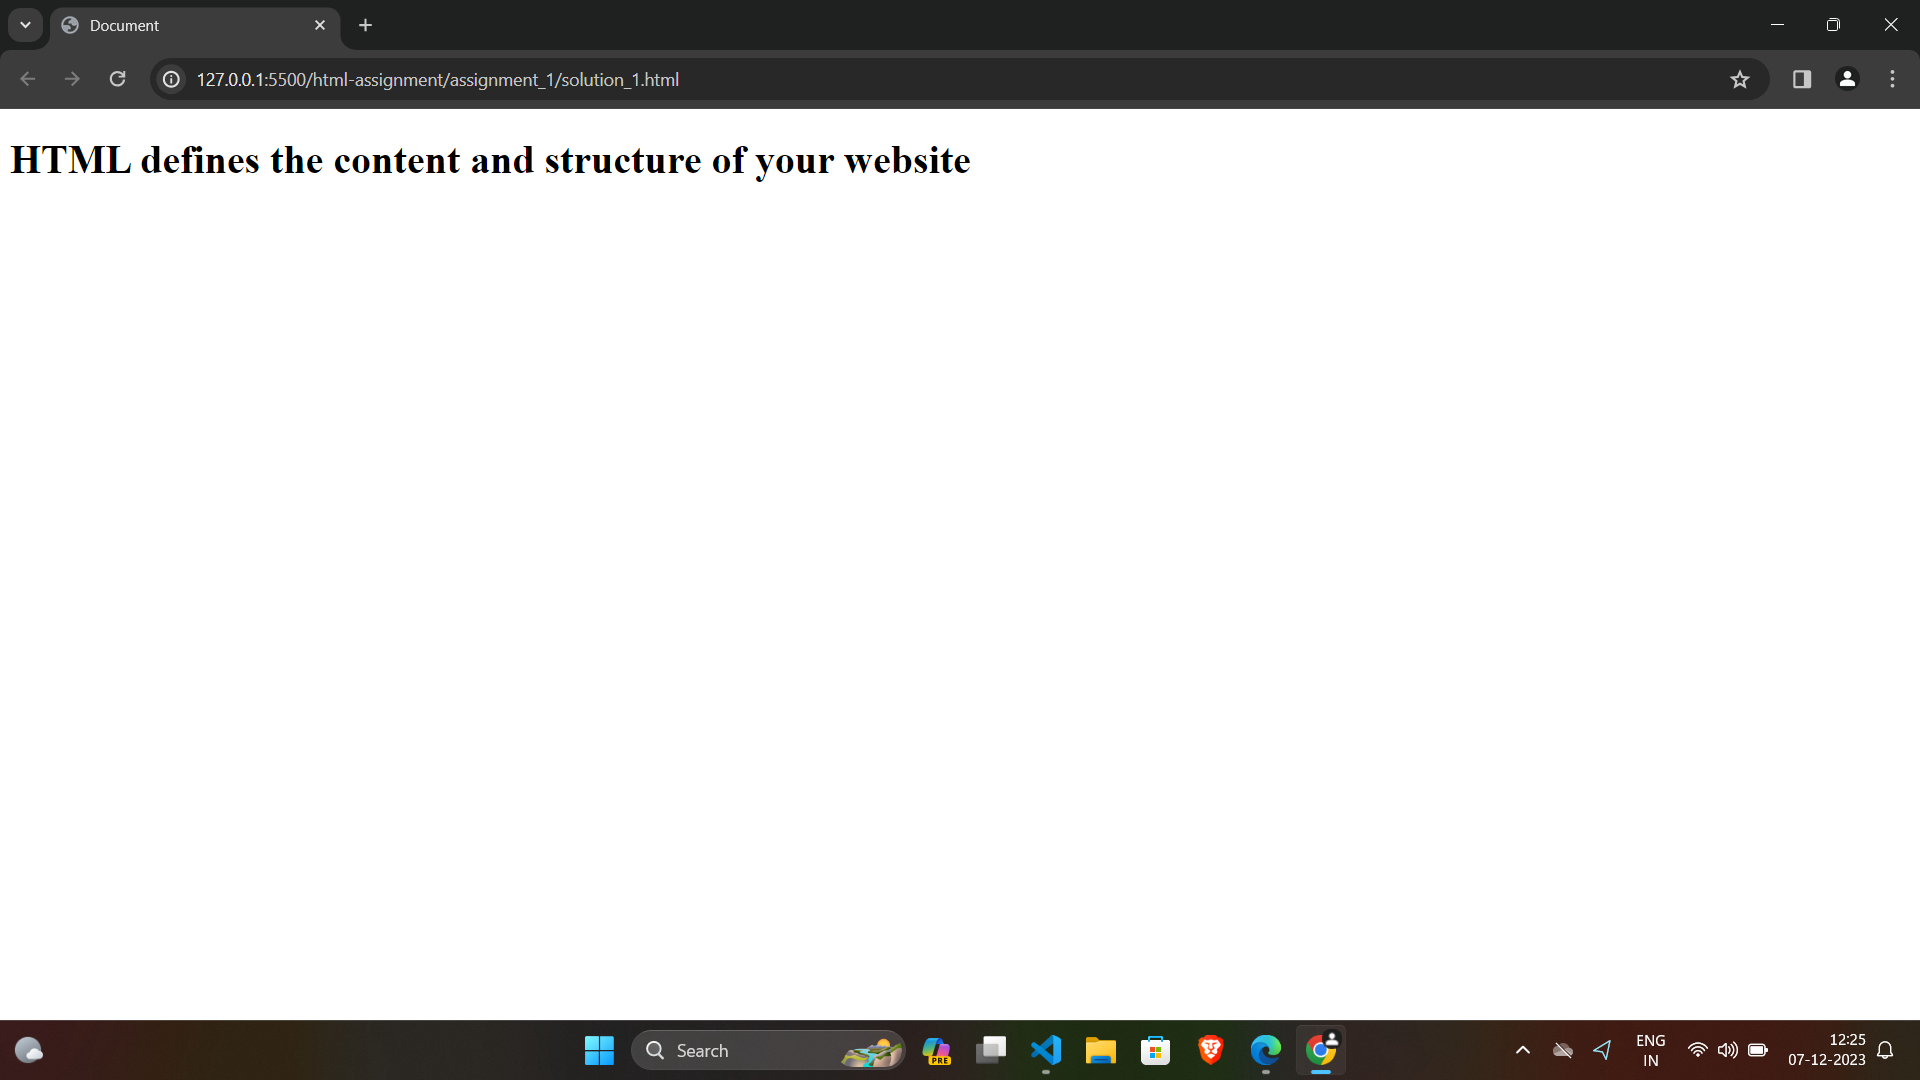 Document
127.0.0.1:5500/html-assignment/assignment_1/solution_1.html
HTML defines the content and structure of your website
Search
PRE
ENG
IN
12:25
07-12-2023